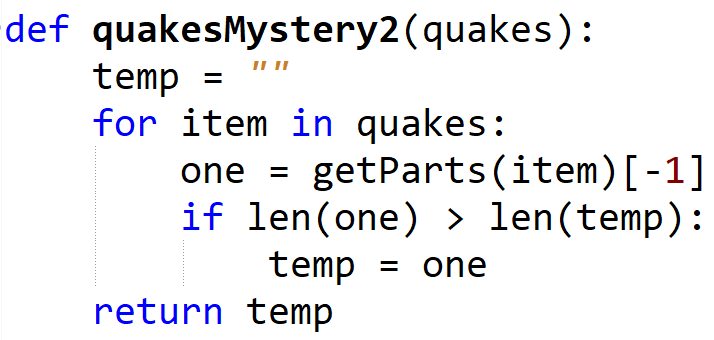 def quakesMystery2(quakes):
    temp = ""
    for item in quakes:
        one = getParts(item)[-1]
        if len(one) > len(temp):
            temp = one
    return temp